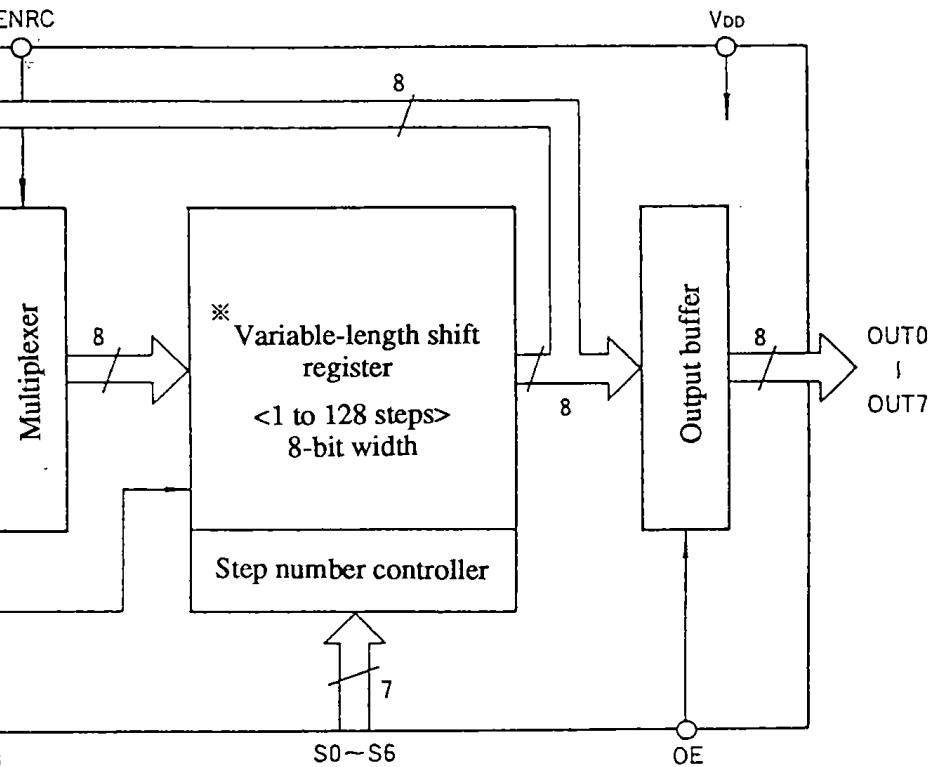 ENRC
VDD
8
Multiplexer
8
※
Variable-length shift
register
<1 to 128 steps>
8-bit width
8
Output buffer
8
OUT0
≀
OUT7
Step number controller
7
S0~S6
OE